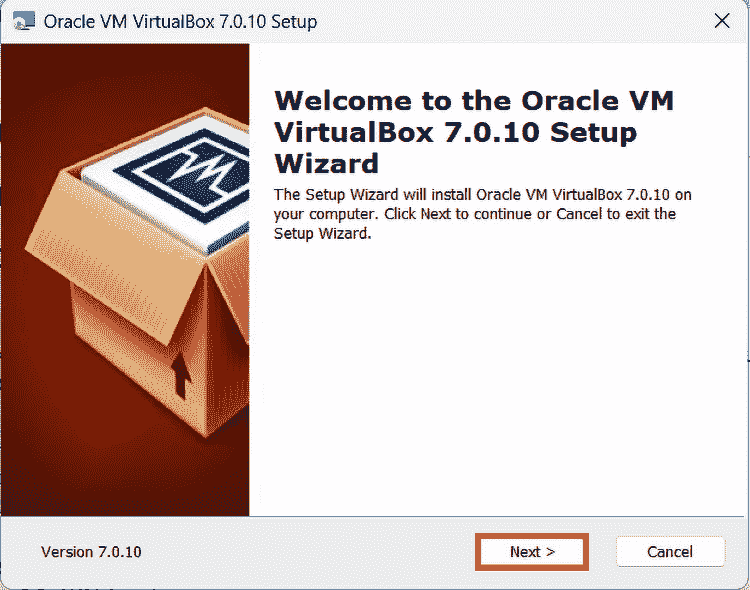 Oracle VM VirtualBox 7.0.10 Setup
Welcome to the Oracle VM
VirtualBox 7.0.10 Setup
Wizard
The Setup Wizard will install Oracle VM VirtualBox 7.0.10 on
your computer. Click Next to continue or Cancel to exit the
Setup Wizard.
Version 7.0.10
Next >
Cancel